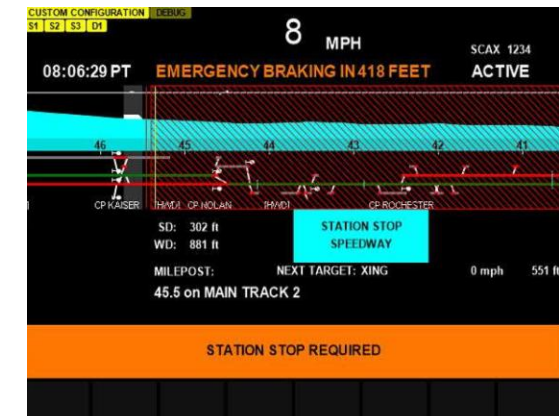 CUSTOM CONFIGURATION DEBUG
S1 S2 S3 D1
8 MPH
SCAX 1234
08:06:29 PT EMERGENCY BRAKING IN 418 FEET ACTIVE
46 45 44 43 42 41
CP KAISER HWD1 CP NOLAN HWD1 CP ROCHESTER
SD: 302 ft
WD: 881 ft
STATION STOP
SPEEDWAY
MILEPOST: NEXT TARGET: XING 0 mph 551 ft
45.5 on MAIN TRACK 2
STATION STOP REQUIRED